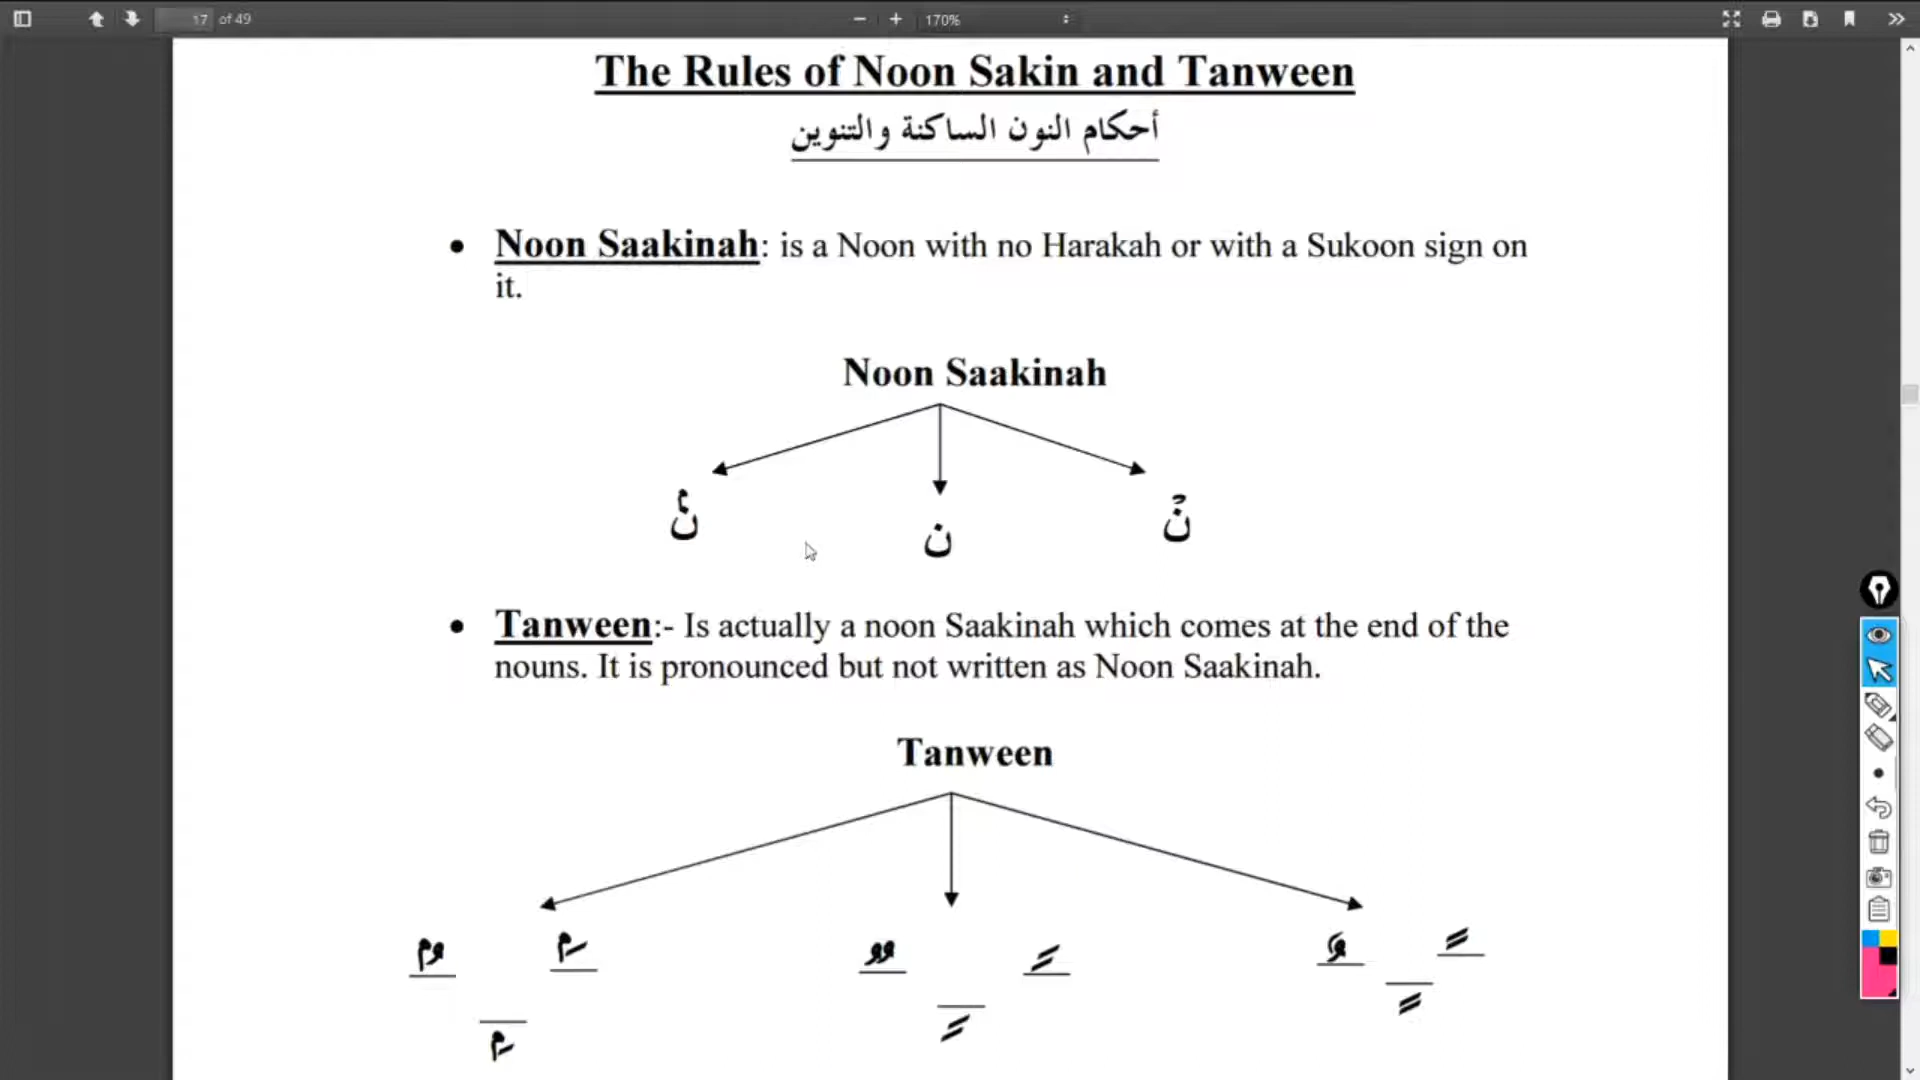 17 of 49
170%
The Rules of Noon Sakin and Tanween
أحكام النون الساكنة والتنوين
• Noon Saakinah: is a Noon with no Harakah or with a Sukoon sign on
it.
Noon Saakinah
نۢ ن نۡ
• Tanween:- Is actually a noon Saakinah which comes at the end of the
nouns. It is pronounced but not written as Noon Saakinah.
Tanween